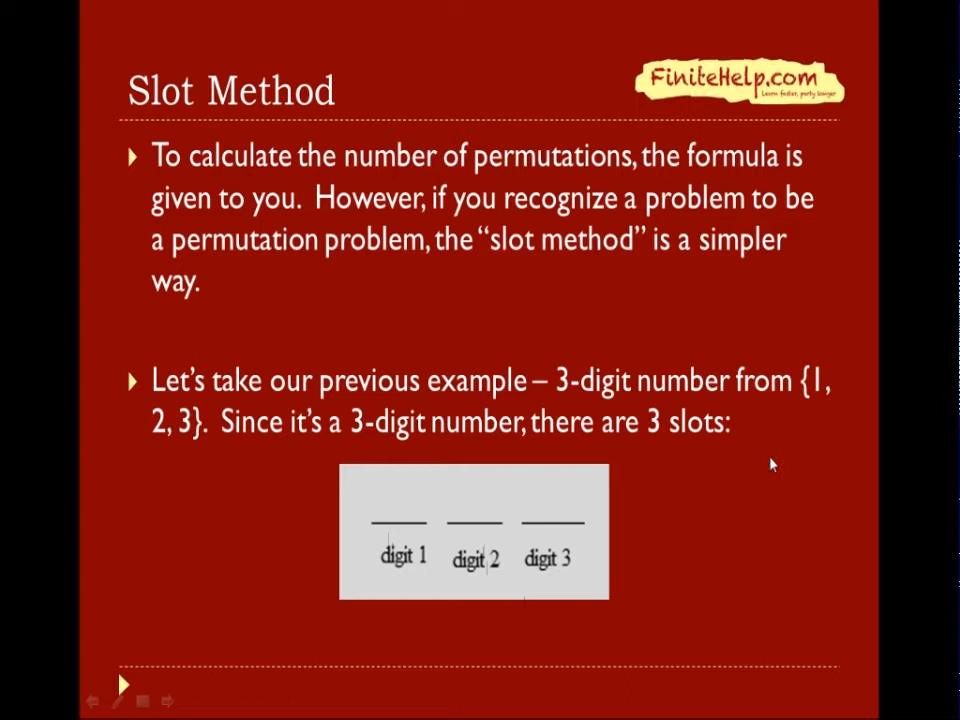 Slot Method
FiniteHelp.com
Learn faster, party longer
To calculate the number of permutations, the formula is
given to you. However, if you recognize a problem to be
a permutation problem, the “slot method” is a simpler
way.
Let’s take our previous example – 3-digit number from {1,
2, 3}. Since it’s a 3-digit number, there are 3 slots:
digit 1 digit 2 digit 3